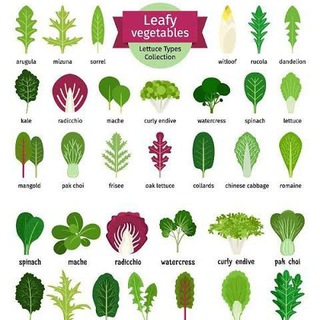 Leafy
vegetables
Lettuce Types
Collection
arugula mizuna sorrel witloof rucola dandelion
kale radicchio mache curly endive watercress spinach lettuce
mangold pak choi frisee oak lettuce collards chinese cabbage romaine
spinach mache radicchio watercress curly endive pak choi